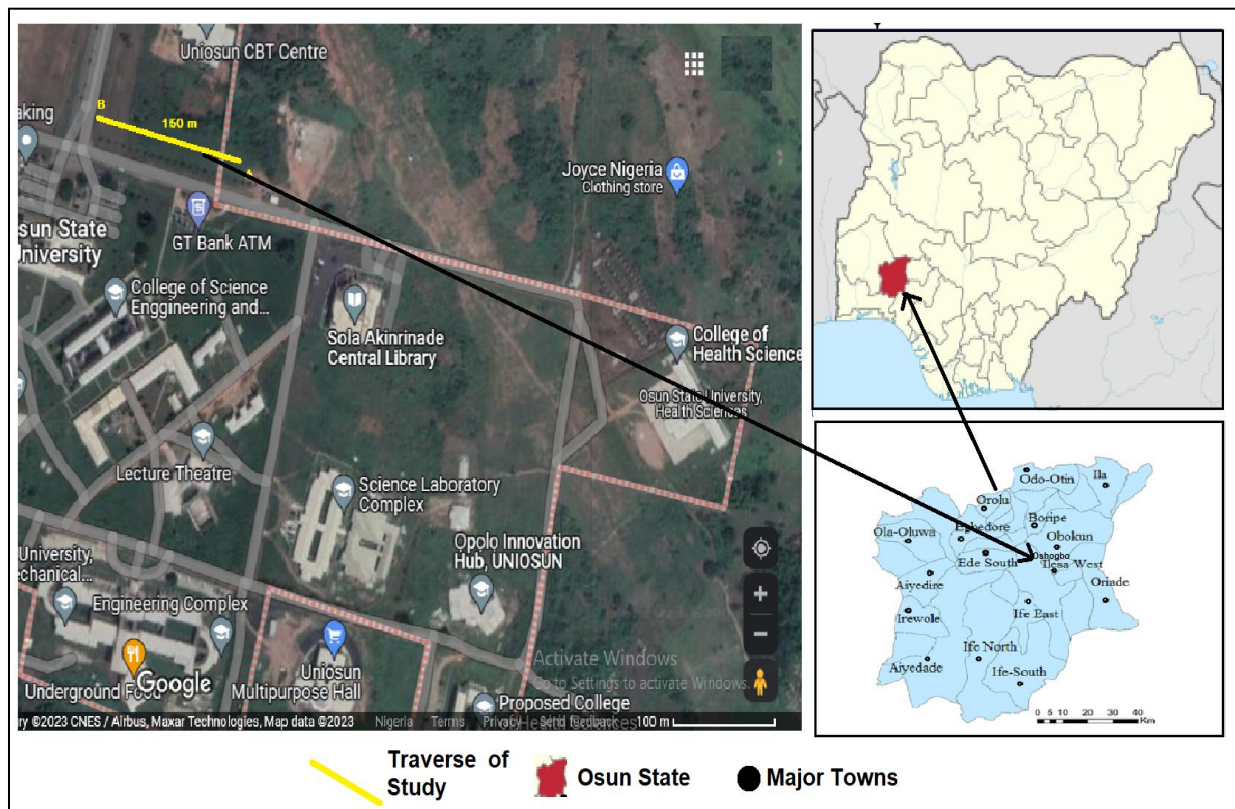 Uniosun CBT Centre
B
150 m
A
aking
Joyce Nigeria
Clothing store
GT Bank ATM
sun State
University
College of Science
Enggineering and...
Sola Akinrinade
Central Library
College of
Health Science
Osun State University,
Health Sciences
Lecture Theatre
Science Laboratory
Complex
Opolo Innovation
Hub, UNIOSUN
University,
echanical...
Engineering Complex
Uniosun
Multipurpose Hall
Underground Foo
Google
Activate Windows
Go to Settings to activate Windows.
Proposed College
Health Sciences
ry ©2023 CNES / Airbus, Maxar Technologies, Map data ©2023 Nigeria Terms Privacy Send feedback 100 m
Odo-Otin
Ila
Orolu
Egbedore
Boripe
Ola-Oluwa
Obokun
Oshogbo
Ede South
Ilesa West
Aiyedire
Oriade
Irewole
Ife East
Ife North
Aiyedade
Ife-South
0 5 10 20 30 40
Km
Traverse of
Study
Osun State
Major Towns